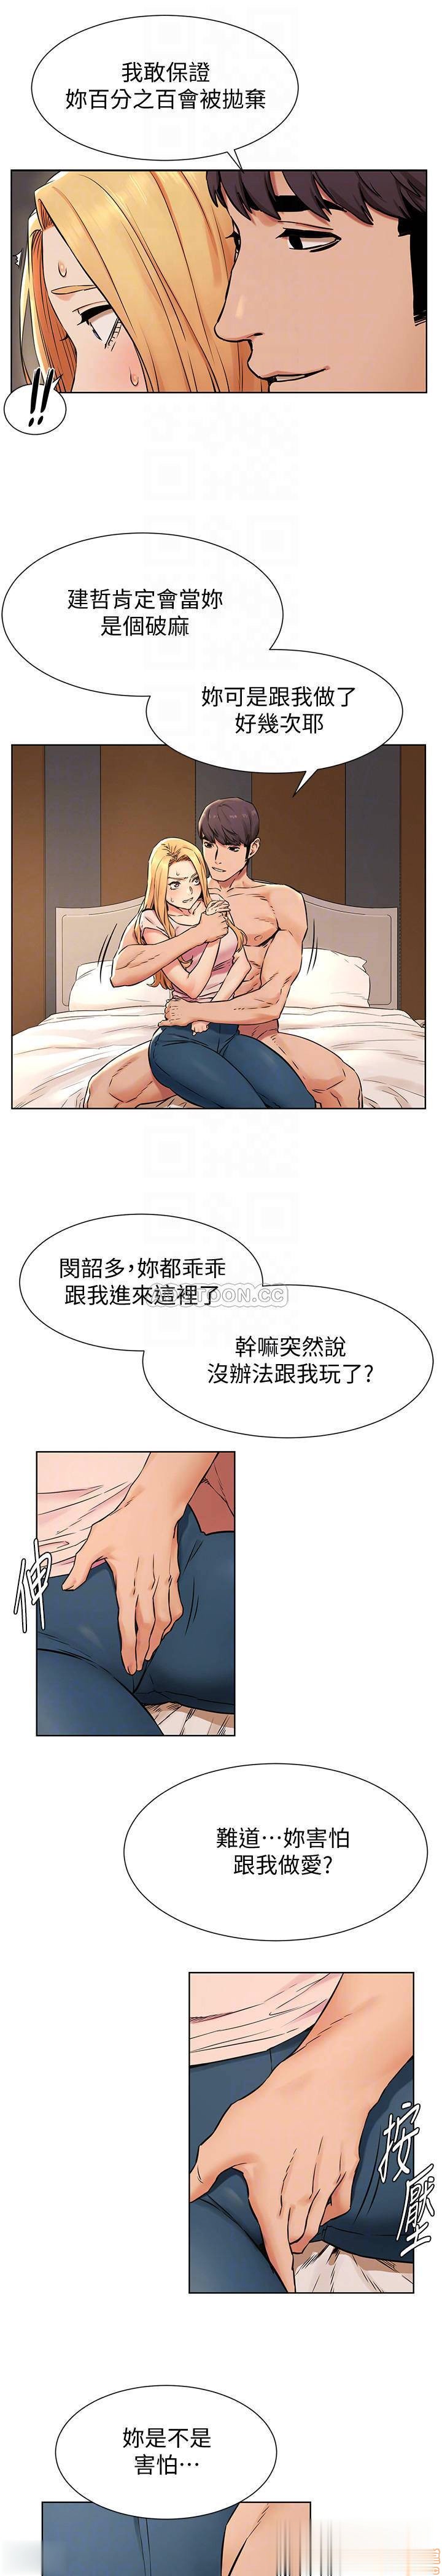 我敢保證
妳百分之百會被拋棄
!!
建哲肯定會當妳
是個破麻
妳可是跟我做了
好幾次耶
閔韶多，妳都乖乖
跟我進來這裡了
幹嘛突然說
沒辦法跟我玩了?
伸
難道…妳害怕
跟我做愛?
按壓
妳是不是
害怕…